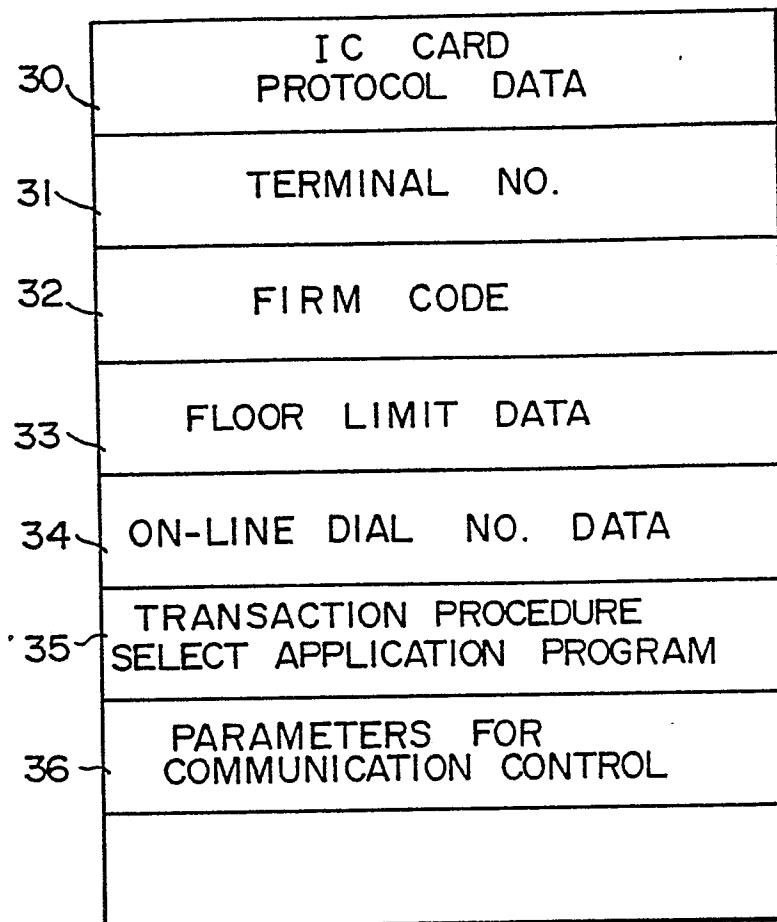 IC CARD
30 PROTOCOL DATA
31 TERMINAL NO.
32 FIRM CODE
33 FLOOR LIMIT DATA
34 ON-LINE DIAL NO. DATA
TRANSACTION PROCEDURE
35 SELECT APPLICATION PROGRAM
PARAMETERS FOR
36 COMMUNICATION CONTROL